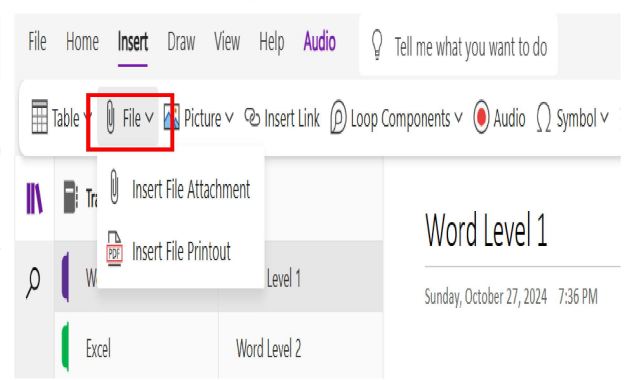 File Home Insert Draw View Help Audio Tell me what you want to do
Table File Picture Insert Link Loop Components Audio Symbol
Insert File Attachment
PDF Insert File Printout
Level 1
Excel Word Level 2
Word Level 1
Sunday, October 27, 2024 7:36 PM